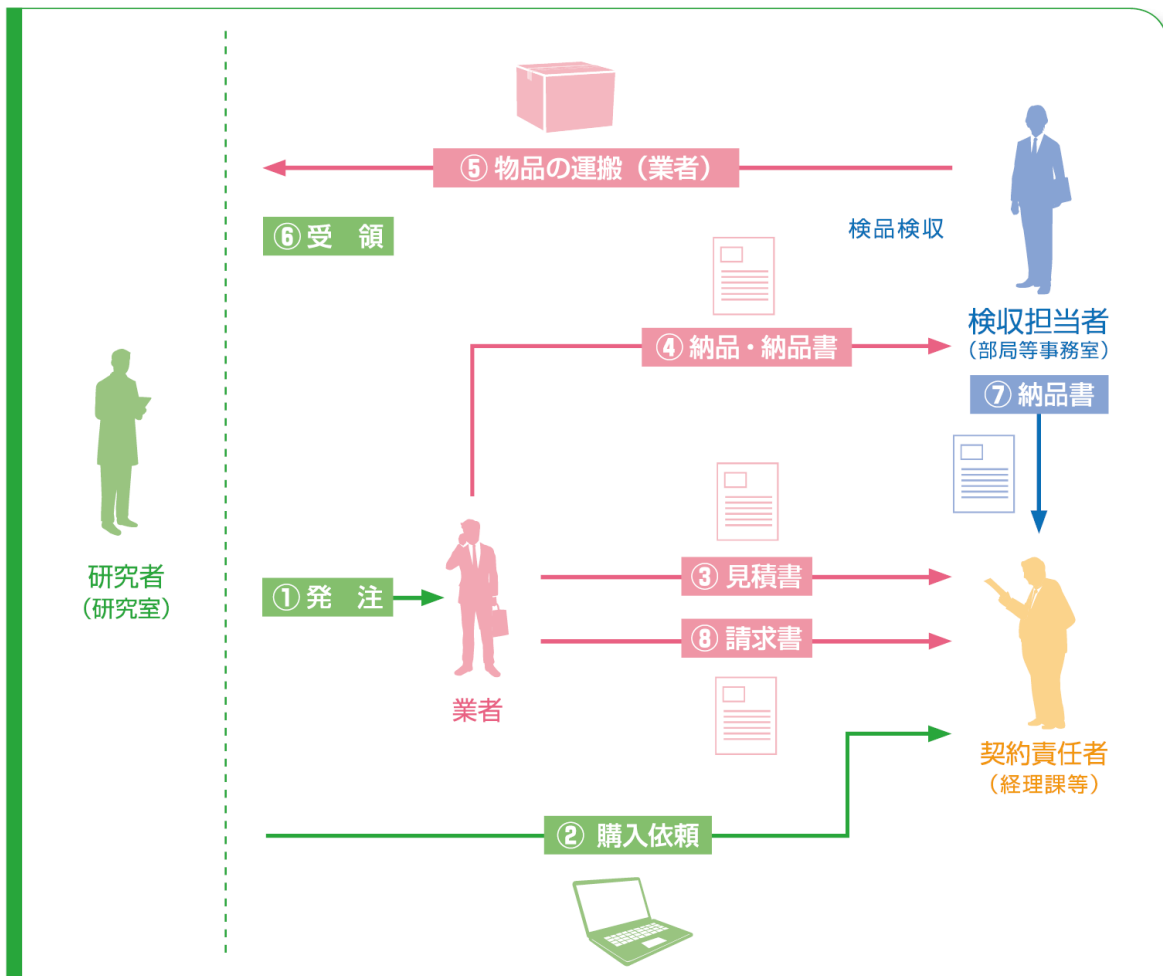 ⑤ 物品の運搬（業者）
⑥ 受　領
検品検収
検収担当者
（部局等事務室）
④ 納品・納品書
⑦ 納品書
研究者
（研究室）
① 発　注
業者
③ 見積書
⑧ 請求書
契約責任者
（経理課等）
② 購入依頼